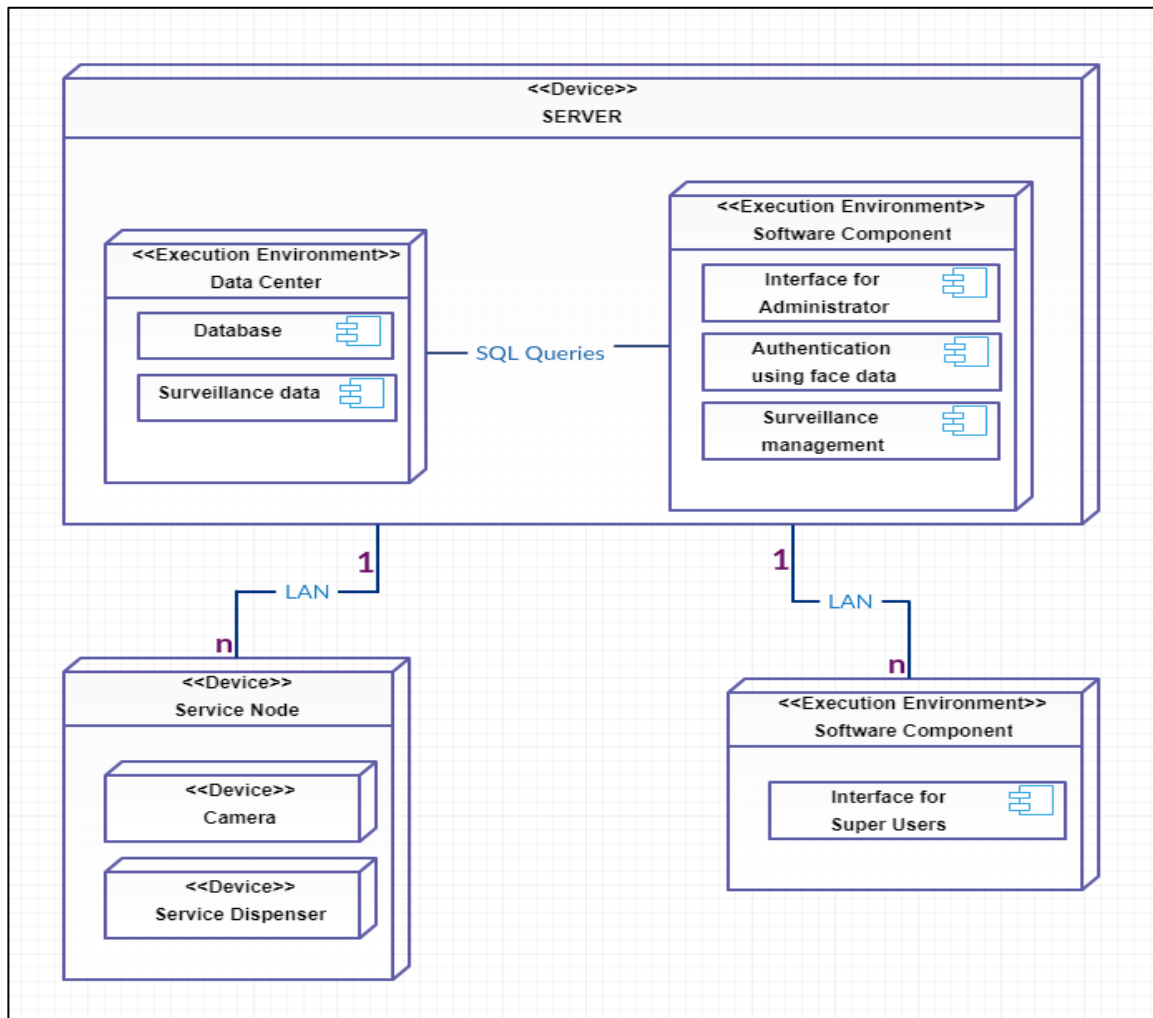 <<Device>>
SERVER
<<Execution Environment>>
Software Component
<<Execution Environment>>
Data Center
Interface for
Administrator
Database
SQL Queries
Authentication
using face data
Surveillance data
Surveillance
management
1
1
LAN
LAN
n
n
<<Device>>
Service Node
<<Execution Environment>>
Software Component
<<Device>>
Camera
Interface for
Super Users
<<Device>>
Service Dispenser